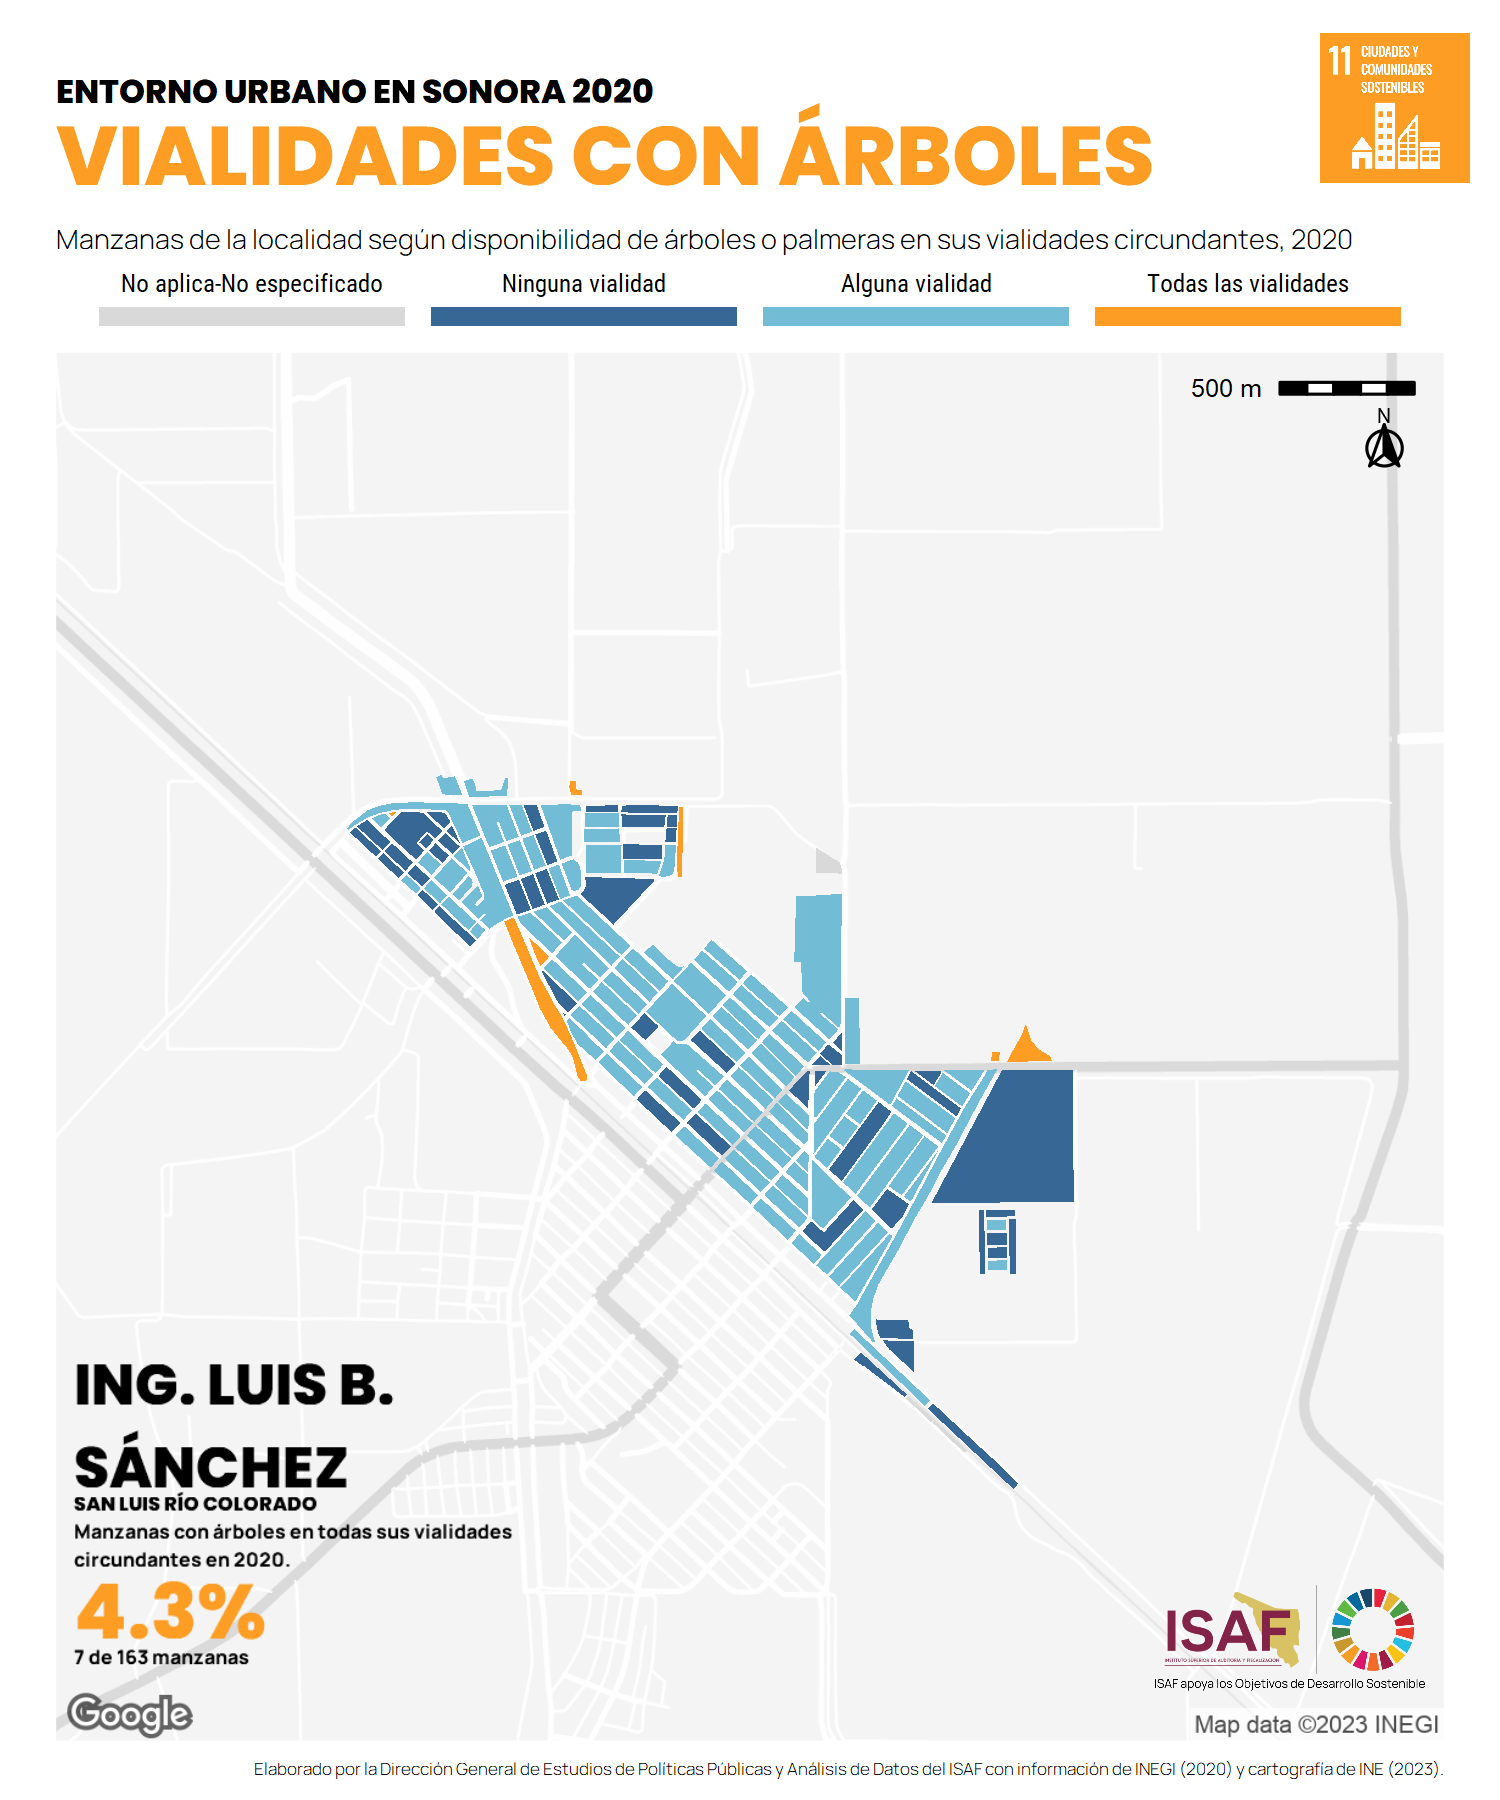 11 CIUDADES Y
COMUNIDADES
SOSTENIBLES
ENTORNO URBANO EN SONORA 2020
VIALIDADES CON ÁRBOLES
Manzanas de la localidad según disponibilidad de árboles o palmeras en sus vialidades circundantes, 2020
No aplica-No especificado
Ninguna vialidad
Alguna vialidad
Todas las vialidades
500 m
N
ING. LUIS B.
SÁNCHEZ
SAN LUIS RÍO COLORADO
Manzanas con árboles en todas sus vialidades
circundantes en 2020.
4.3%
7 de 163 manzanas
Google
ISAF
INSTITUTO SUPERIOR DE AUDITORÍA Y FISCALIZACIÓN
ISAF apoya los Objetivos de Desarrollo Sostenible
Map data ©2023 INEGI
Elaborado por la Dirección General de Estudios de Políticas Públicas y Análisis de Datos del ISAF con información de INEGI (2020) y cartografía de INE (2023).